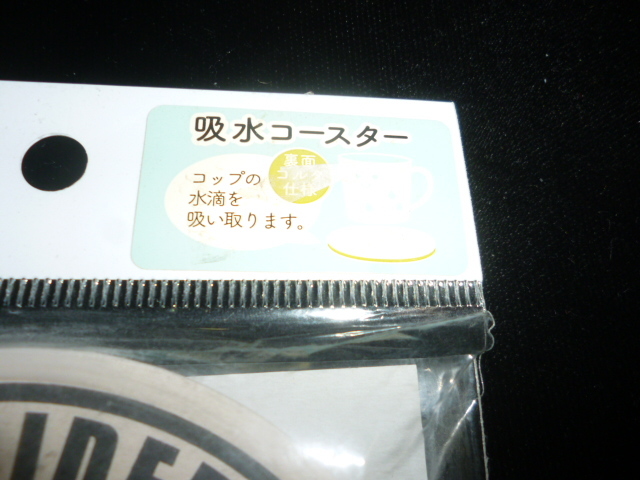 吸水コースター
裏面
コルク
仕様
コップの
水滴を
吸い取ります。
IDEA